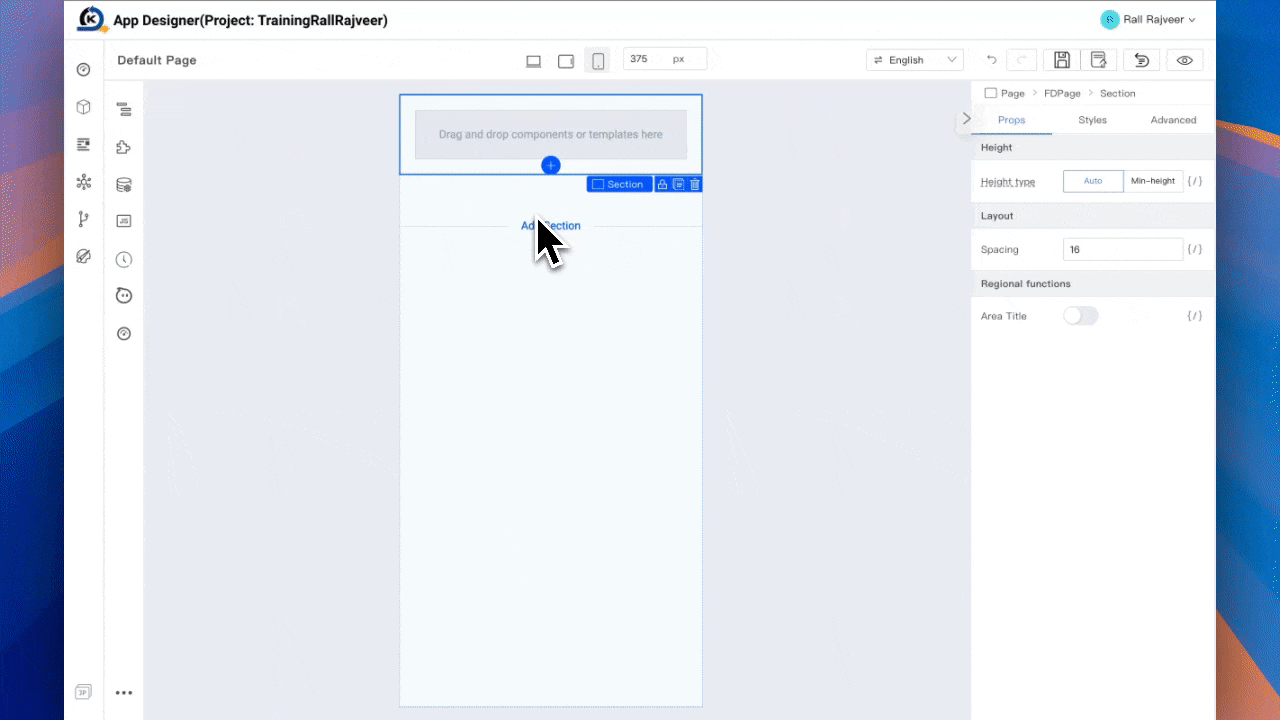 App Designer(Project: TrainingRallRajveer)
R
Rall Rajveer
Default Page
375 px
English
Page > FDPage > Section
Props Styles Advanced
Height
Height type Auto Min-height {/}
Layout
Spacing 16 {/}
Regional functions
Area Title {/}
Drag and drop components or templates here
Section
Add Section
JS